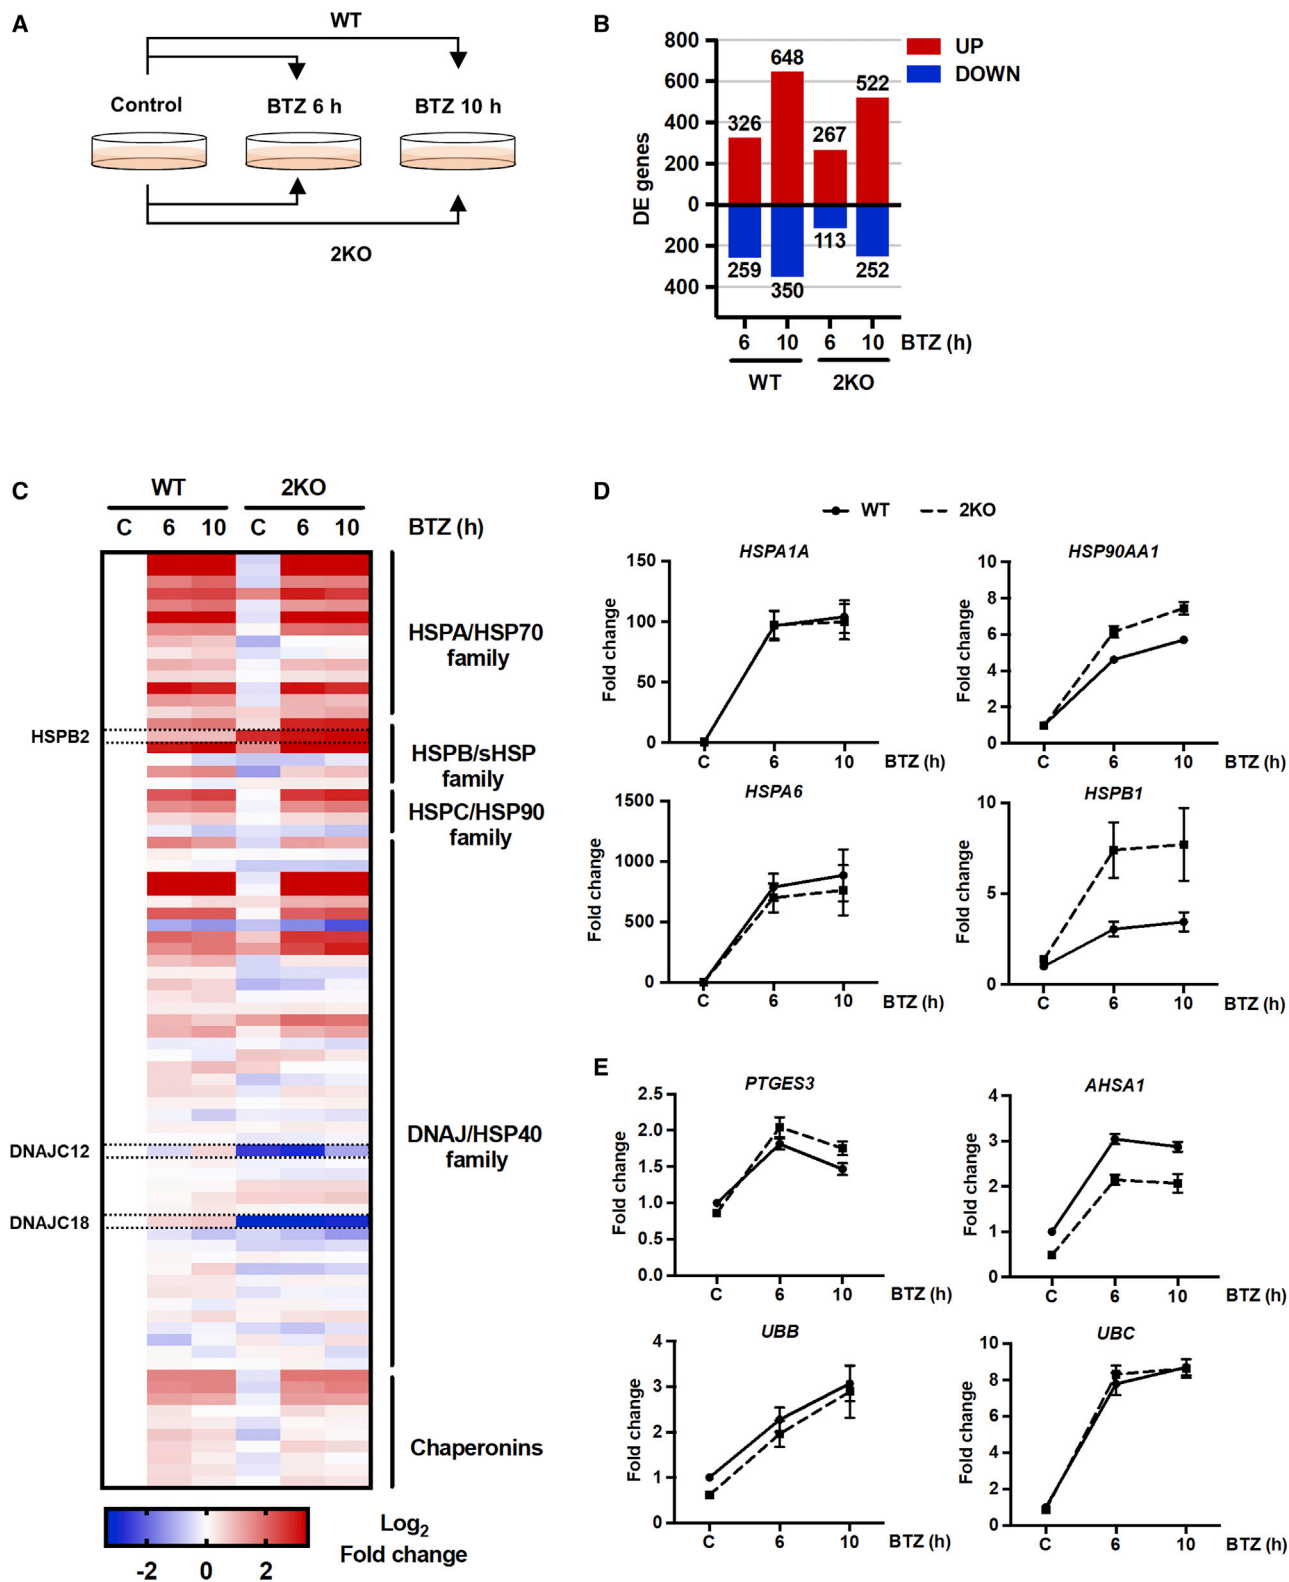 A
WT
Control
BTZ 6 h
BTZ 10 h
2KO
B
UP
DOWN
DE genes
800
600
400
200
0
200
400
326
648
267
522
259
350
113
252
6
10
6
10
BTZ (h)
WT
2KO
C
WT
2KO
C
6
10
C
6
10
BTZ (h)
HSPA/HSP70
family
HSPB2
HSPB/sHSP
family
HSPC/HSP90
family
DNAJC12
DNAJ/HSP40
family
DNAJC18
Chaperonins
-2
0
2
Log2
Fold change
D
WT
2KO
HSPA1A
Fold change
150
100
50
0
C
6
10
BTZ (h)
HSP90AA1
Fold change
10
8
6
4
2
0
C
6
10
BTZ (h)
HSPA6
Fold change
1500
1000
500
0
C
6
10
BTZ (h)
HSPB1
Fold change
10
5
0
C
6
10
BTZ (h)
E
PTGES3
Fold change
2.5
2.0
1.5
1.0
0.5
0.0
C
6
10
BTZ (h)
AHSA1
Fold change
4
3
2
1
0
C
6
10
BTZ (h)
UBB
Fold change
4
3
2
1
0
C
6
10
BTZ (h)
UBC
Fold change
10
8
6
4
2
0
C
6
10
BTZ (h)